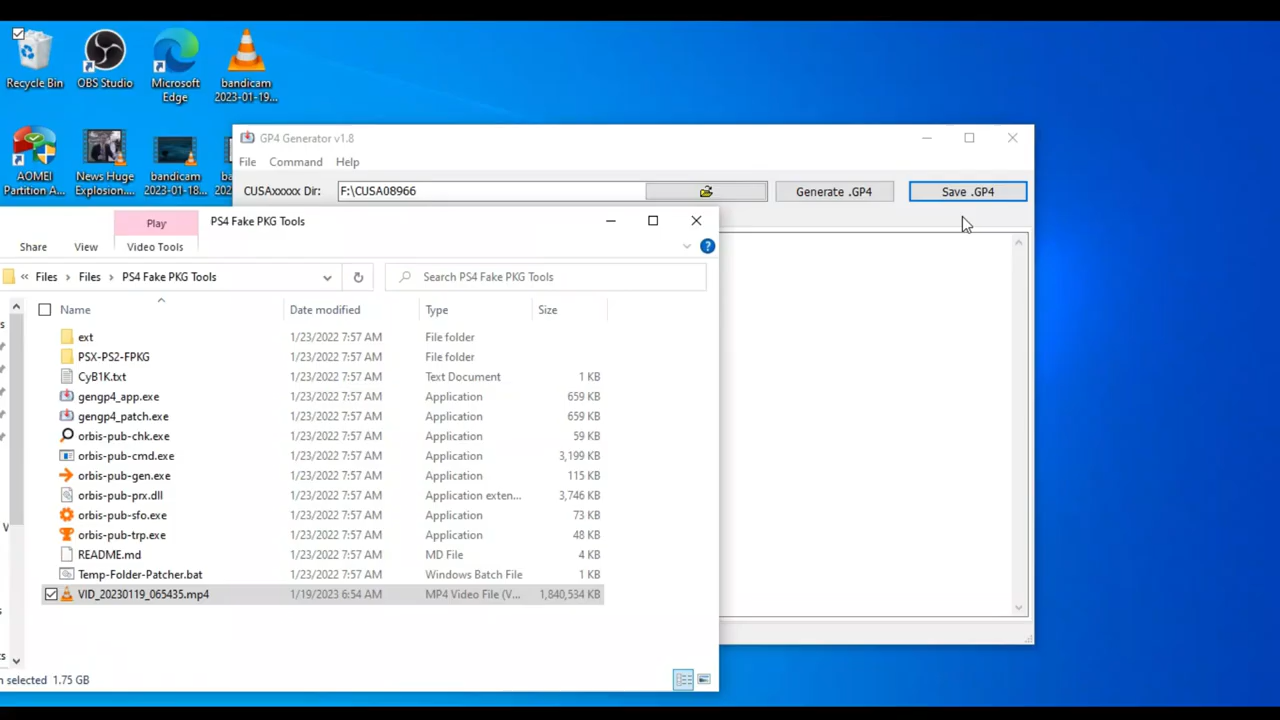 Recycle Bin
OBS Studio
Microsoft
Edge
bandicam
2023-01-19...
AOMEI
Partition A...
News Huge
Explosion....
bandicam
2023-01-18...
GP4 Generator v1.8
File Command Help
CUSAxxxxx Dir: F:\CUSA08966 Generate .GP4 Save .GP4
Play PS4 Fake PKG Tools
Share View Video Tools
« Files > Files > PS4 Fake PKG Tools Search PS4 Fake PKG Tools
Name Date modified Type Size
ext 1/23/2022 7:57 AM File folder
PSX-PS2-FPKG 1/23/2022 7:57 AM File folder
CyB1K.txt 1/23/2022 7:57 AM Text Document 1 KB
gengp4_app.exe 1/23/2022 7:57 AM Application 659 KB
gengp4_patch.exe 1/23/2022 7:57 AM Application 659 KB
orbis-pub-chk.exe 1/23/2022 7:57 AM Application 59 KB
orbis-pub-cmd.exe 1/23/2022 7:57 AM Application 3,199 KB
orbis-pub-gen.exe 1/23/2022 7:57 AM Application 115 KB
orbis-pub-prx.dll 1/23/2022 7:57 AM Application exten... 3,746 KB
orbis-pub-sfo.exe 1/23/2022 7:57 AM Application 73 KB
orbis-pub-trp.exe 1/23/2022 7:57 AM Application 48 KB
README.md 1/23/2022 7:57 AM MD File 4 KB
Temp-Folder-Patcher.bat 1/23/2022 7:57 AM Windows Batch File 1 KB
VID_20230119_065435.mp4 1/19/2023 6:54 AM MP4 Video File (V... 1,840,534 KB
selected 1.75 GB